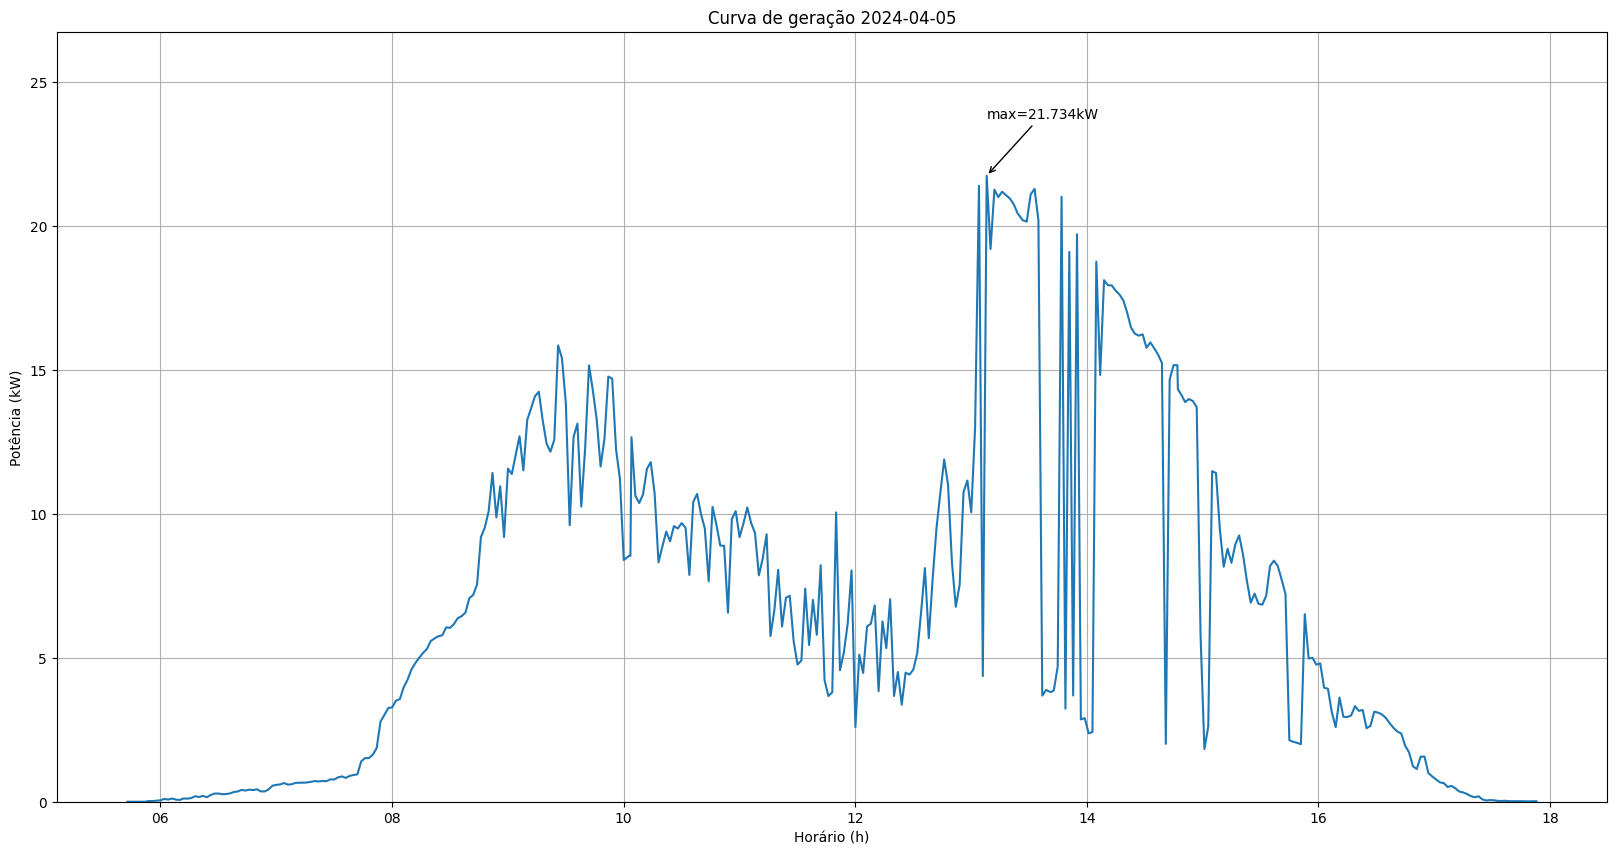 Curva de geração 2024-04-05
25
max=21.734kW
20
15
Potência (kW)
10
5
0
06 08 10 12 14 16 18
Horário (h)